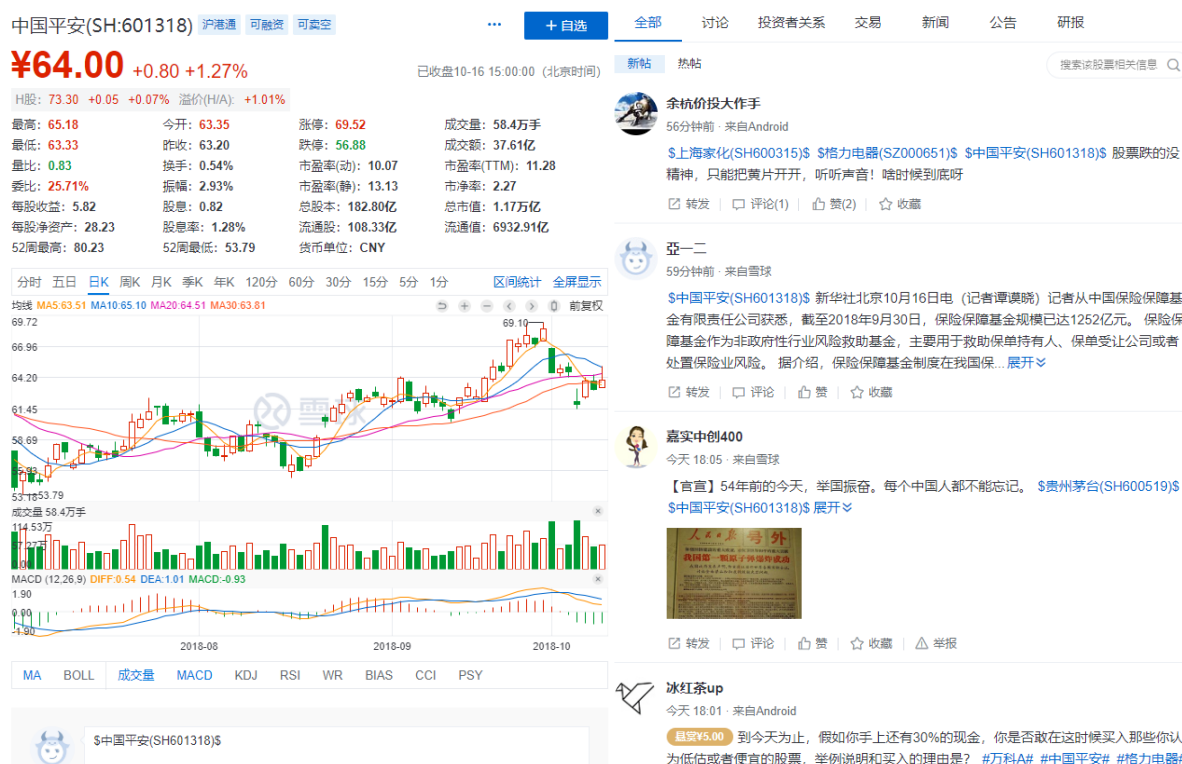 中国平安(SH:601318) 沪港通 可融资 可卖空 ··· +自选
¥64.00 +0.80 +1.27% 已收盘10-16 15:00:00（北京时间）
H股: 73.30 +0.05 +0.07% 溢价(H/A): +1.01%
最高: 65.18 今开: 63.35 涨停: 69.52 成交量: 58.4万手
最低: 63.33 昨收: 63.20 跌停: 56.88 成交额: 37.61亿
量比: 0.83 换手: 0.54% 市盈率(动): 10.07 市盈率(TTM): 11.28
委比: 25.71% 振幅: 2.93% 市盈率(静): 13.13 市净率: 2.27
每股收益: 5.82 股息: 0.82 总股本: 182.80亿 总市值: 1.17万亿
每股净资产: 28.23 股息率: 1.28% 流通股: 108.33亿 流通值: 6932.91亿
52周最高: 80.23 52周最低: 53.79 货币单位: CNY
分时 五日 日K 周K 月K 季K 年K 120分 60分 30分 15分 5分 1分 区间统计 全屏显示
均线 MA5:63.51 MA10:65.10 MA20:64.51 MA30:63.81 前复权
69.72
69.10
66.96
64.20
61.45
雪球
58.69
55.93
53.18
53.79
成交量 58.4万手
114.53万
57.27万
0.00
MACD (12,26,9) DIFF:0.54 DEA:1.01 MACD:-0.93
1.90
0.00
-1.90
2018-08 2018-09 2018-10
MA BOLL 成交量 MACD KDJ RSI WR BIAS CCI PSY
$中国平安(SH601318)$
全部 讨论 投资者关系 交易 新闻 公告 研报
新帖 热帖 搜索该股票相关信息
余杭价投大作手
56分钟前 · 来自Android
$上海家化(SH600315)$ $格力电器(SZ000651)$ $中国平安(SH601318)$ 股票跌的没
精神，只能把黄片开开，听听声音！啥时候到底呀
转发 评论(1) 赞(2) 收藏
亞一二
59分钟前 · 来自雪球
$中国平安(SH601318)$ 新华社北京10月16日电（记者谭谟晓）记者从中国保险保障基
金有限责任公司获悉，截至2018年9月30日，保险保障基金规模已达1252亿元。 保险保
障基金作为非政府性行业风险救助基金，主要用于救助保单持有人、保单受让公司或者
处置保险业风险。 据介绍，保险保障基金制度在我国保...展开
转发 评论 赞 收藏
嘉实中创400
今天 18:05 · 来自雪球
【官宣】54年前的今天，举国振奋。每个中国人都不能忘记。 $贵州茅台(SH600519)$
$中国平安(SH601318)$ 展开
人民日报 号外
我国第一颗原子弹爆炸成功
转发 评论 赞 收藏 举报
冰红茶up
今天 18:01 · 来自Android
悬赏¥5.00 到今天为止，假如你手上还有30%的现金，你是否敢在这时候买入那些你认
为低估或者便宜的股票，举例说明和买入的理由是？ #万科A# #中国平安# #格力电器#